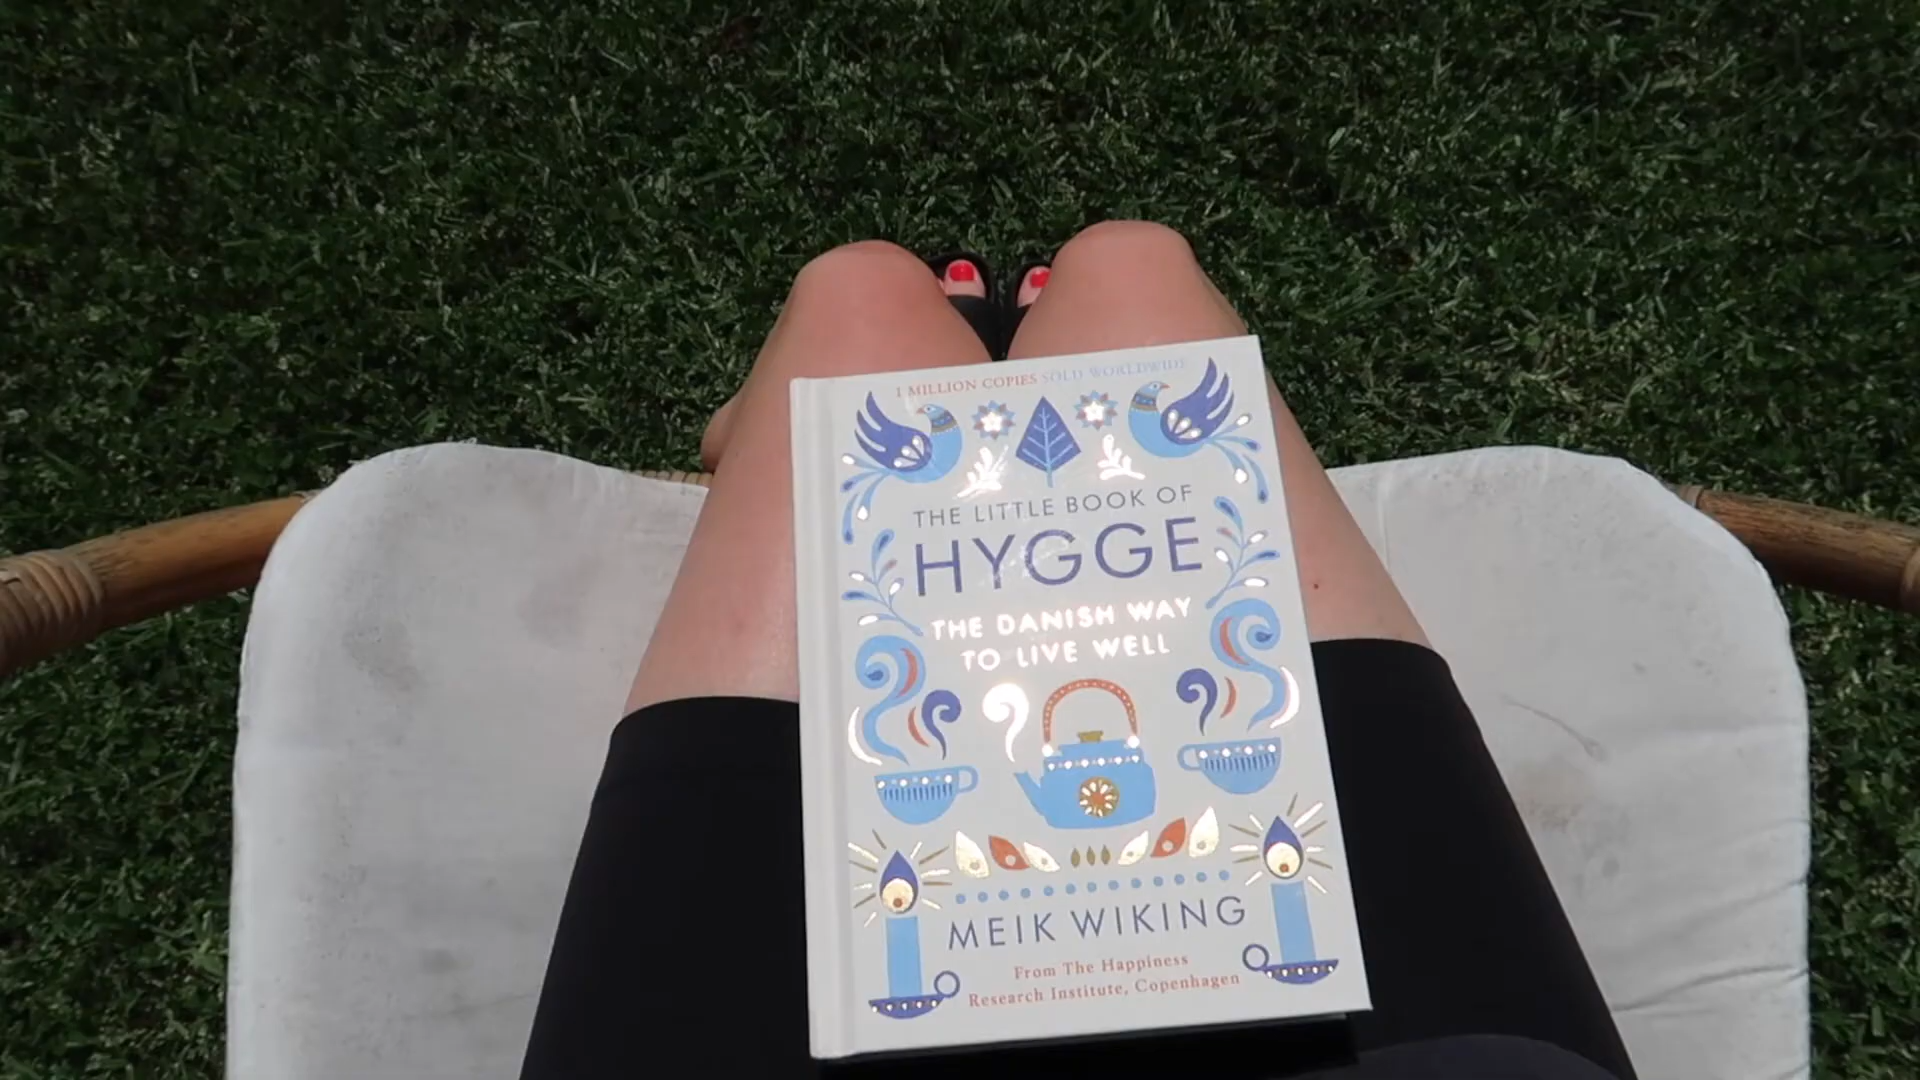 1 MILLION COPIES SOLD WORLDWIDE
THE LITTLE BOOK OF
HYGGE
THE DANISH WAY
TO LIVE WELL
MEIK WIKING
From The Happiness
Research Institute, Copenhagen